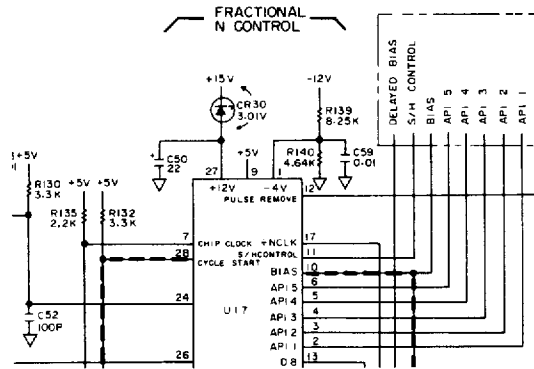 FRACTIONAL
N CONTROL
+15V
-12V
CR30
3.01V
R139
8.25K
DELAYED BIAS
S/H CONTROL
BIAS
API 5
API 4
API 3
API 2
API 1
+5V
C50
22
+5V
R140
4.64K
C59
0.01
27
9
1
+12V
-4V
PULSE REMOVE
12
R130
3.3K
+5V
+5V
R135
2.2K
R132
3.3K
7
CHIP CLOCK
÷NCLK
17
28
S/HCONTROL
11
CYCLE START
BIAS
10
API 5
6
24
API 4
5
C52
100P
U17
API 3
4
API 2
3
API 1
2
26
D8
13